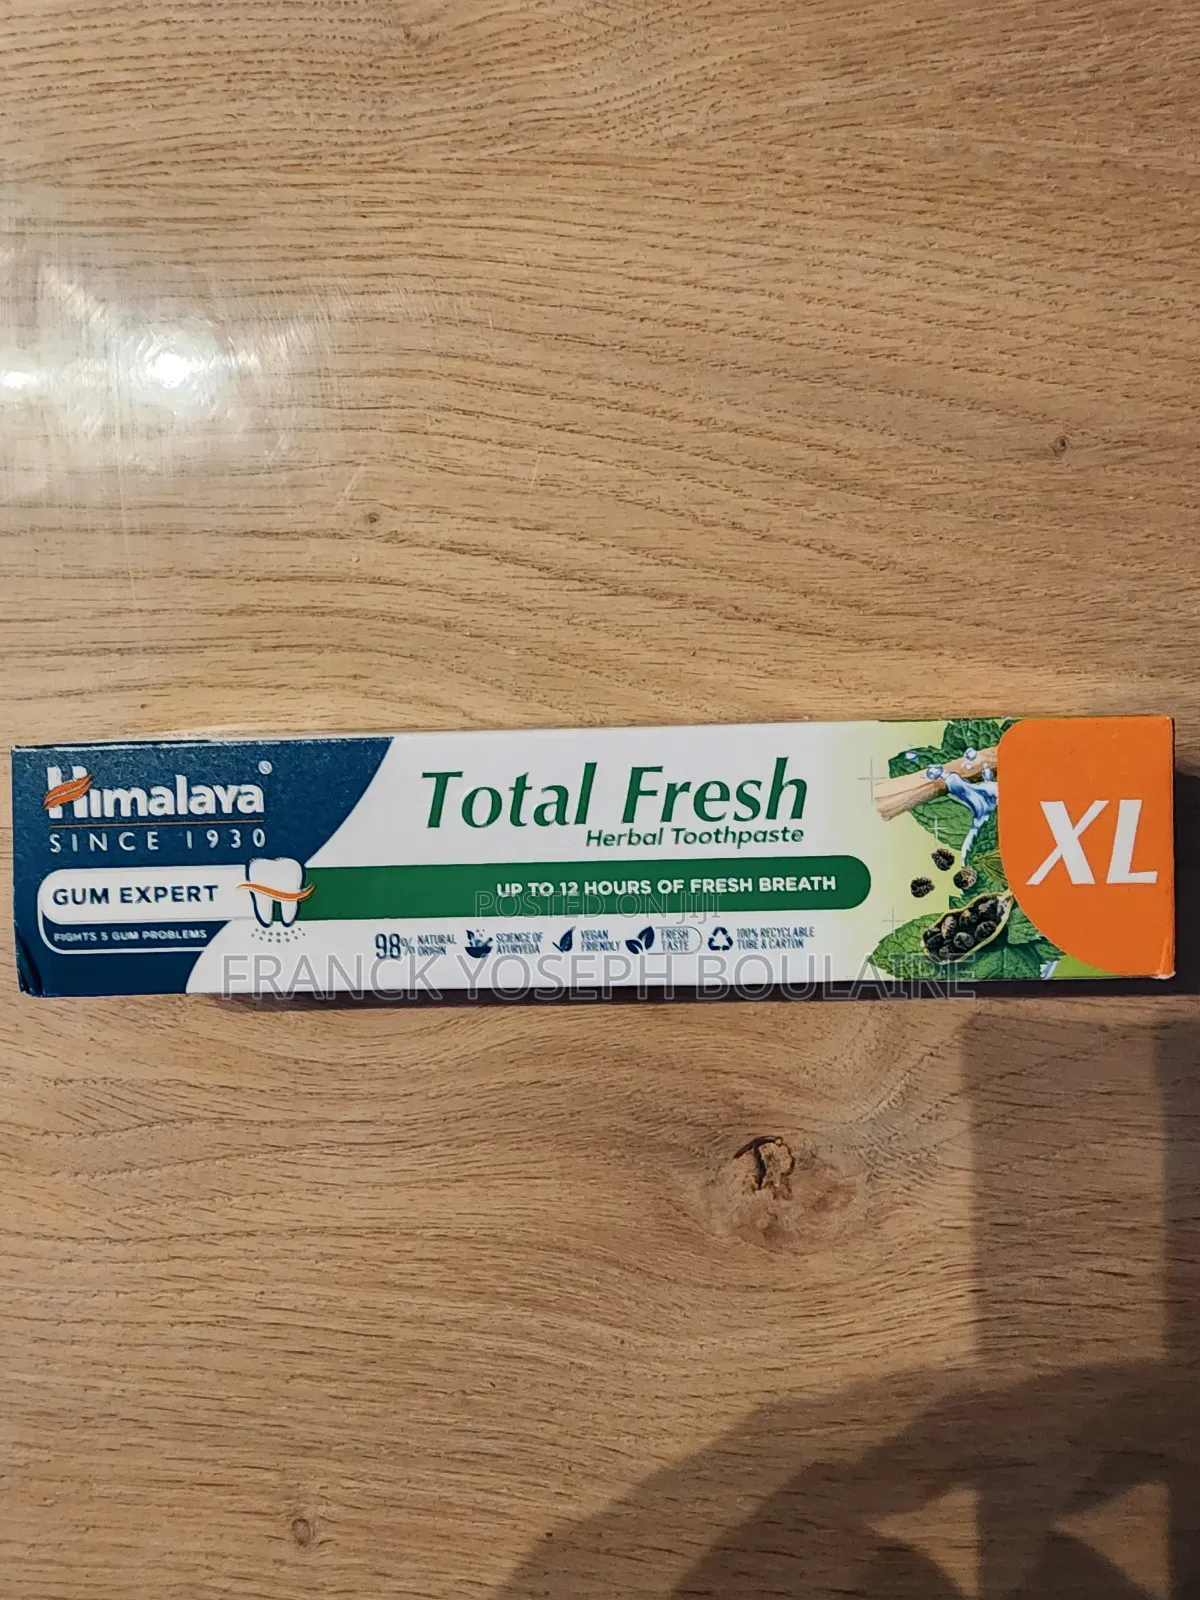 Himalaya®
SINCE 1930
GUM EXPERT
FIGHTS 5 GUM PROBLEMS
Total Fresh
Herbal Toothpaste
UP TO 12 HOURS OF FRESH BREATH
98% NATURAL ORIGIN
SCIENCE OF AYURVEDA
VEGAN FRIENDLY
FRESH TASTE
100% RECYCLABLE TUBE & CARTON
XL
POSTED ON JIJI
FRANCK YOSEPH BOULAIRE